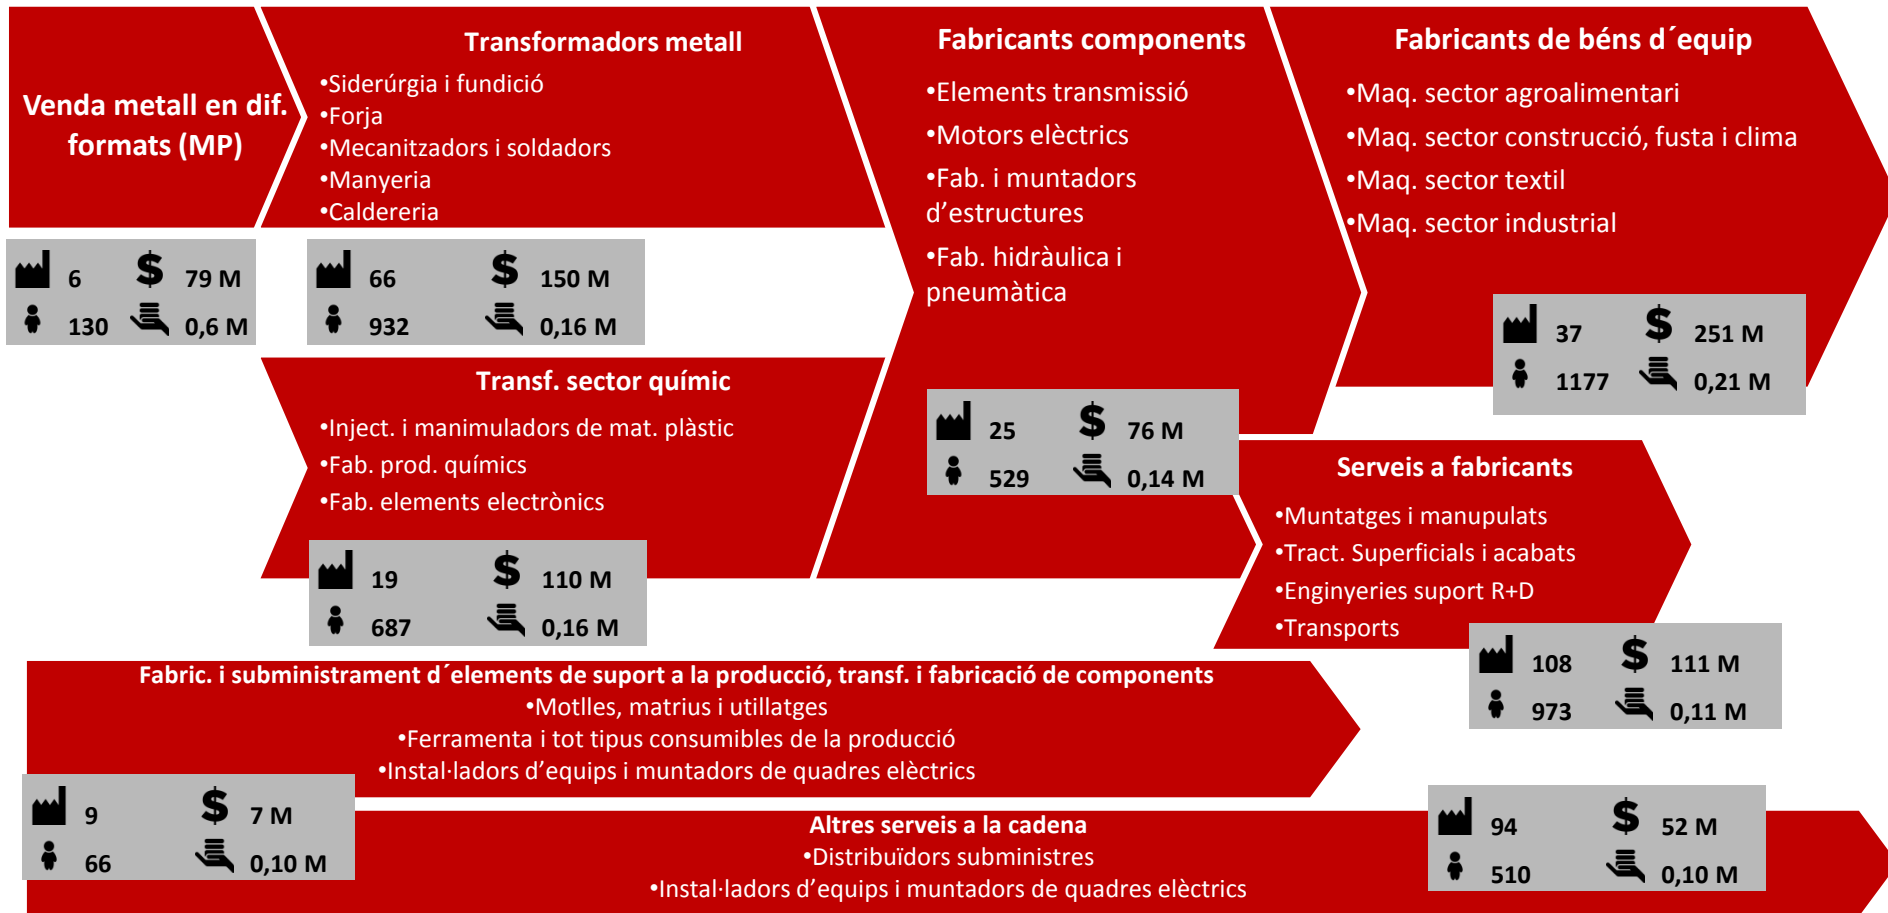 Venda metall en dif.
formats (MP)
6
79 M
130
0,6 M
Transformadors metall
•Siderúrgia i fundició
•Forja
•Mecanitzadors i soldadors
•Manyeria
•Caldereria
66
150 M
932
0,16 M
Transf. sector químic
•Inject. i manimuladors de mat. plàstic
•Fab. prod. químics
•Fab. elements electrònics
19
110 M
687
0,16 M
Fabricants components
•Elements transmissió
•Motors elèctrics
•Fab. i muntadors
d’estructures
•Fab. hidràulica i
pneumàtica
25
76 M
529
0,14 M
Fabricants de béns d´equip
•Maq. sector agroalimentari
•Maq. sector construcció, fusta i clima
•Maq. sector textil
•Maq. sector industrial
37
251 M
1177
0,21 M
Serveis a fabricants
•Muntatges i manupulats
•Tract. Superficials i acabats
•Enginyeries suport R+D
•Transports
108
111 M
973
0,11 M
Fabric. i subministrament d´elements de suport a la producció, transf. i fabricació de components
•Motlles, matrius i utillatges
•Ferramenta i tot tipus consumibles de la producció
•Instal·ladors d’equips i muntadors de quadres elèctrics
9
7 M
66
0,10 M
Altres serveis a la cadena
•Distribuïdors subministres
•Instal·ladors d’equips i muntadors de quadres elèctrics
94
52 M
510
0,10 M